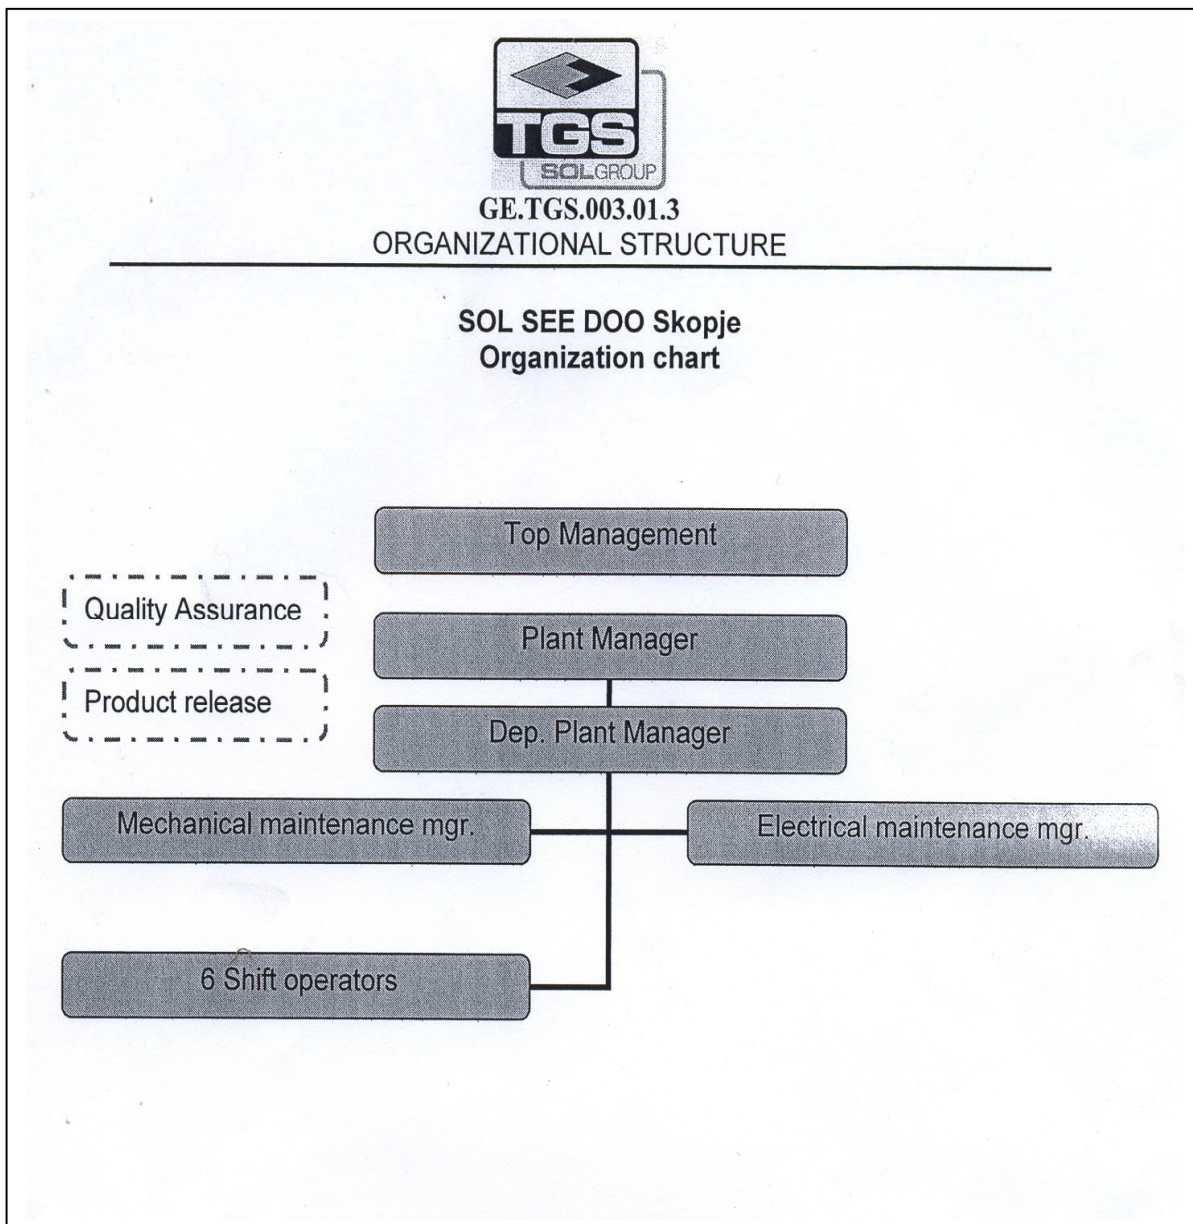 TGS
SOLGROUP
GE.TGS.003.01.3
ORGANIZATIONAL STRUCTURE
SOL SEE DOO Skopje
Organization chart
Top Management
Quality Assurance
Plant Manager
Product release
Dep. Plant Manager
Mechanical maintenance mgr.
Electrical maintenance mgr.
6 Shift operators